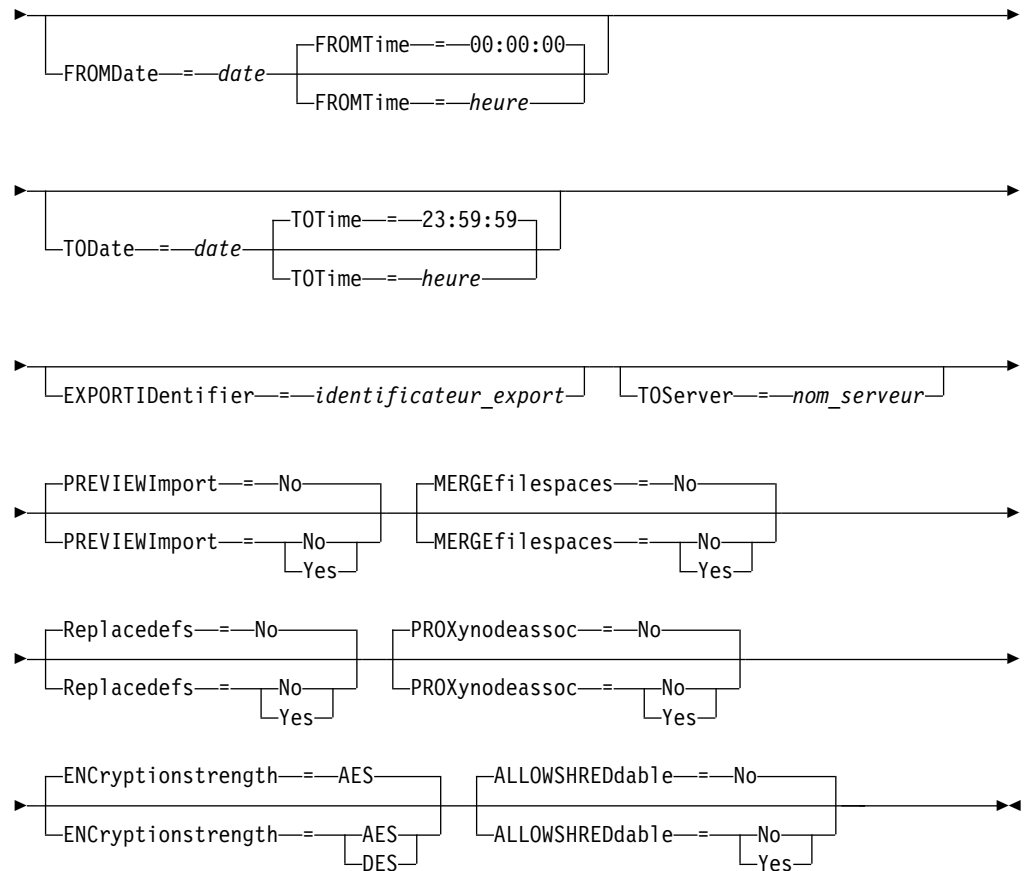 FROMTime = 00:00:00
FROMDate = date
FROMTime = heure
TOTime = 23:59:59
TODate = date
TOTime = heure
EXPORTIDentifier = identificateur_export TOServer = nom_serveur
PREVIEWImport = No MERGEfilespaces = No
PREVIEWImport = No MERGEfilespaces = No
Yes Yes
Replacedefs = No PROXynodeassoc = No
Replacedefs = No PROXynodeassoc = No
Yes Yes
ENCryptionstrength = AES ALLOWSHREDdable = No
ENCryptionstrength = AES ALLOWSHREDdable = No
DES Yes